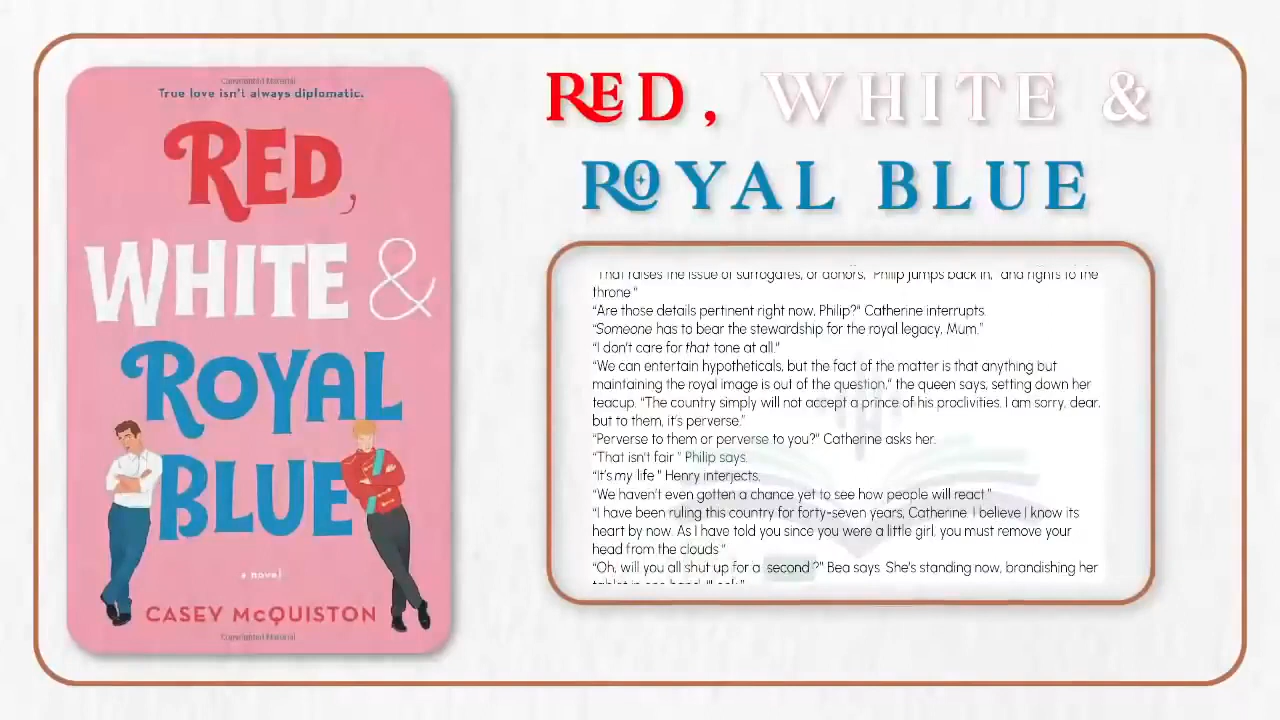 Copyrighted Material
True love isn't always diplomatic.
RED,
WHITE &
ROYAL
BLUE
a novel
CASEY McQUISTON
Copyrighted Material
RED, WHITE &
ROYAL BLUE
"That raises the issue of surrogates, or donors," Philip jumps back in, "and rights to the
throne"
"Are those details pertinent right now, Philip?" Catherine interrupts.
"Someone has to bear the stewardship for the royal legacy, Mum."
"I don't care for that tone at all."
"We can entertain hypotheticals, but the fact of the matter is that anything but
maintaining the royal image is out of the question," the queen says, setting down her
teacup. "The country simply will not accept a prince of his proclivities. I am sorry, dear,
but to them, it's perverse."
"Perverse to them or perverse to you?" Catherine asks her.
"That isn't fair " Philip says.
"It's my life " Henry interjects.
"We haven't even gotten a chance yet to see how people will react"
"I have been ruling this country for forty-seven years, Catherine. I believe I know its
heart by now. As I have told you since you were a little girl, you must remove your
head from the clouds"
"Oh, will you all shut up for a second ?" Bea says. She's standing now, brandishing her
tablet in one hand. "Look"